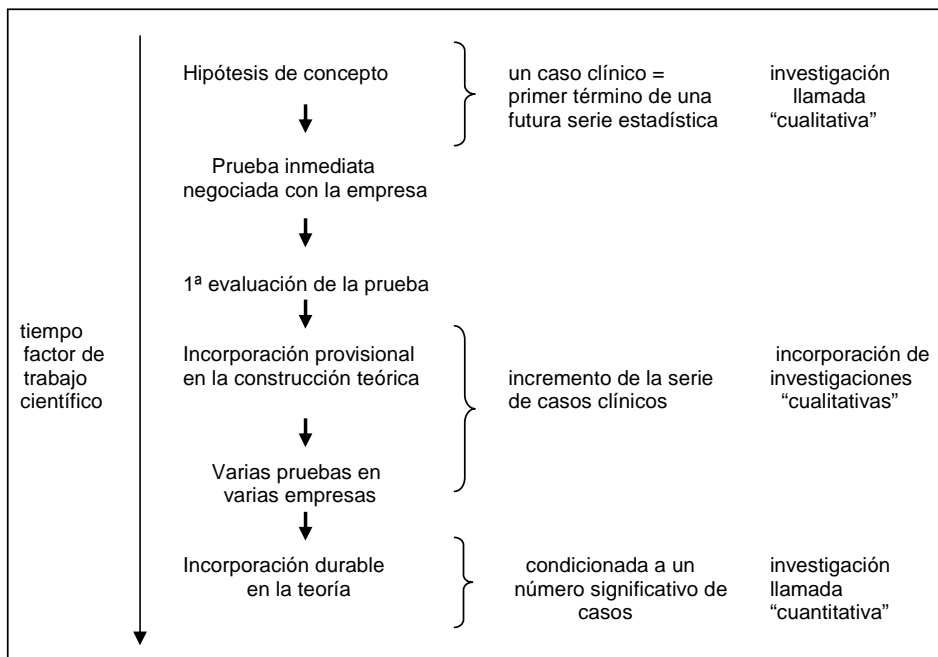 Hipótesis de concepto
un caso clínico =
primer término de una
futura serie estadística
investigación
llamada
“cualitativa”
Prueba inmediata
negociada con la empresa
1ª evaluación de la prueba
tiempo
factor de
trabajo
científico
Incorporación provisional
en la construcción teórica
incremento de la serie
de casos clínicos
incorporación de
investigaciones
“cualitativas”
Varias pruebas en
varias empresas
Incorporación durable
en la teoría
condicionada a un
número significativo de
casos
investigación
llamada
“cuantitativa”